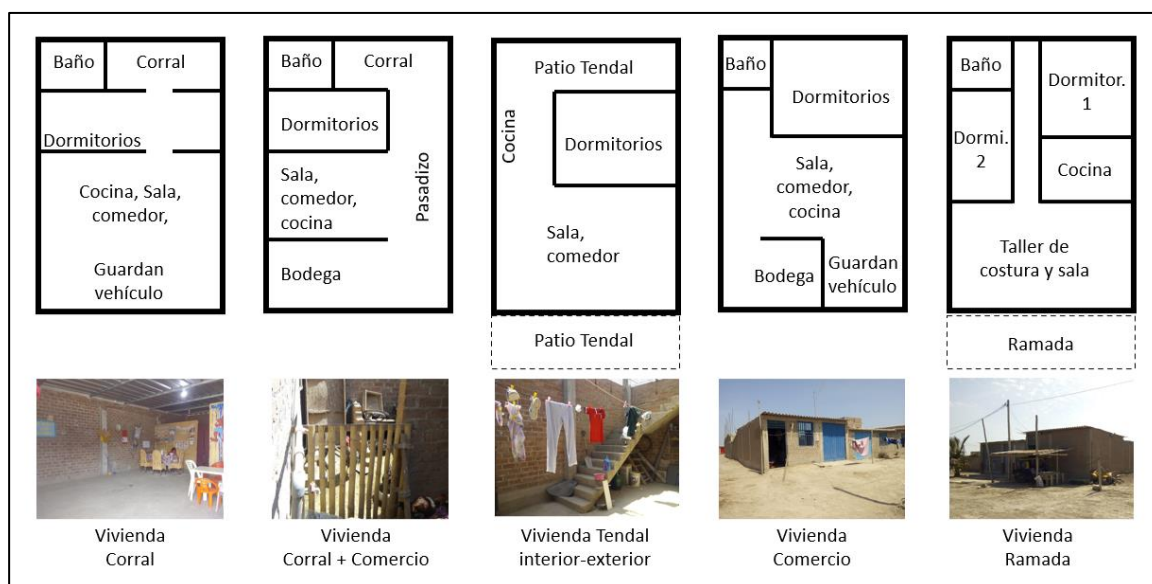 Baño
Corral
Dormitorios
Cocina, Sala,
comedor,
Guardan
vehículo
Baño
Corral
Dormitorios
Sala,
comedor,
cocina
Pasadizo
Bodega
Patio Tendal
Cocina
Dormitorios
Sala,
comedor
Patio Tendal
Baño
Dormitorios
Sala,
comedor,
cocina
Bodega
Guardan
vehículo
Baño
Dormitor.
1
Dormi.
2
Cocina
Taller de
costura y sala
Ramada
Vivienda
Corral
Vivienda
Corral + Comercio
Vivienda Tendal
interior-exterior
Vivienda
Comercio
Vivienda
Ramada